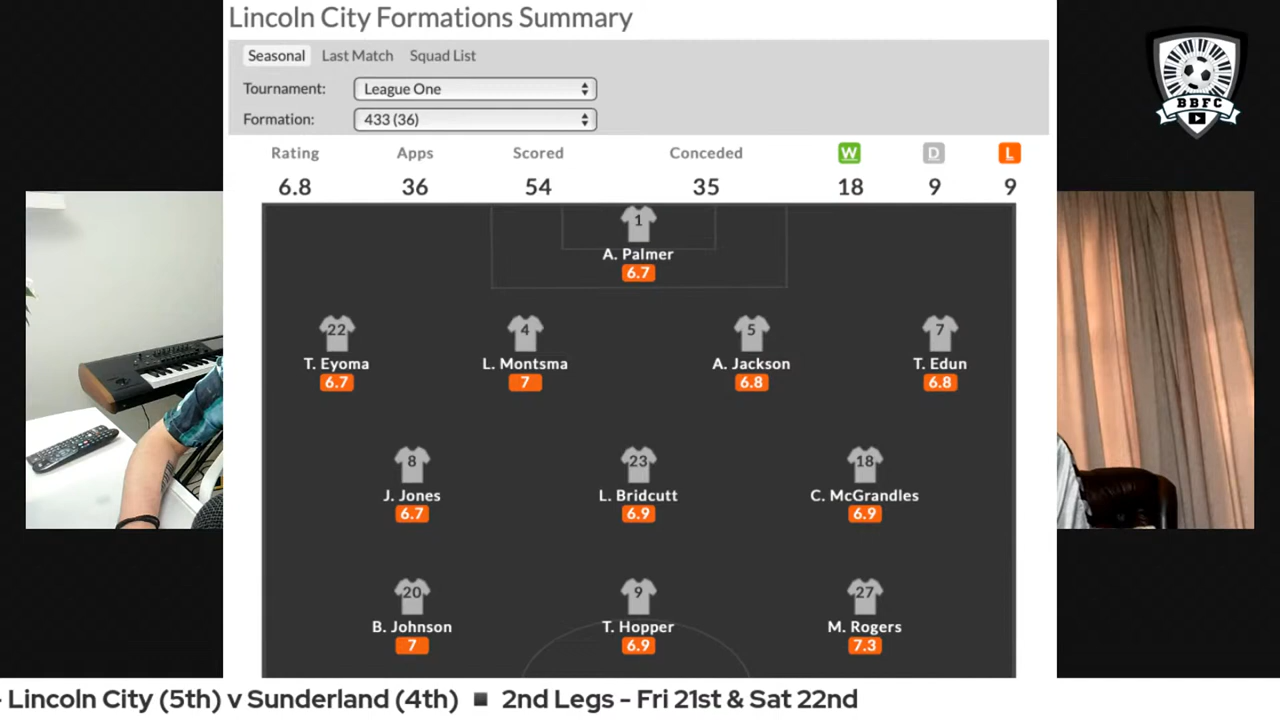 Lincoln City Formations Summary
Seasonal Last Match Squad List
Tournament: League One
Formation: 433 (36)
Rating Apps Scored Conceded W D L
6.8 36 54 35 18 9 9
1
A. Palmer
6.7
22 4 5 7
T. Eyoma L. Montsma A. Jackson T. Edun
6.7 7 6.8 6.8
8 23 18
J. Jones L. Bridcutt C. McGrandles
6.7 6.9 6.9
20 9 27
B. Johnson T. Hopper M. Rogers
7 6.9 7.3
BBFC
Lincoln City (5th) v Sunderland (4th) ▪ 2nd Legs - Fri 21st & Sat 22nd